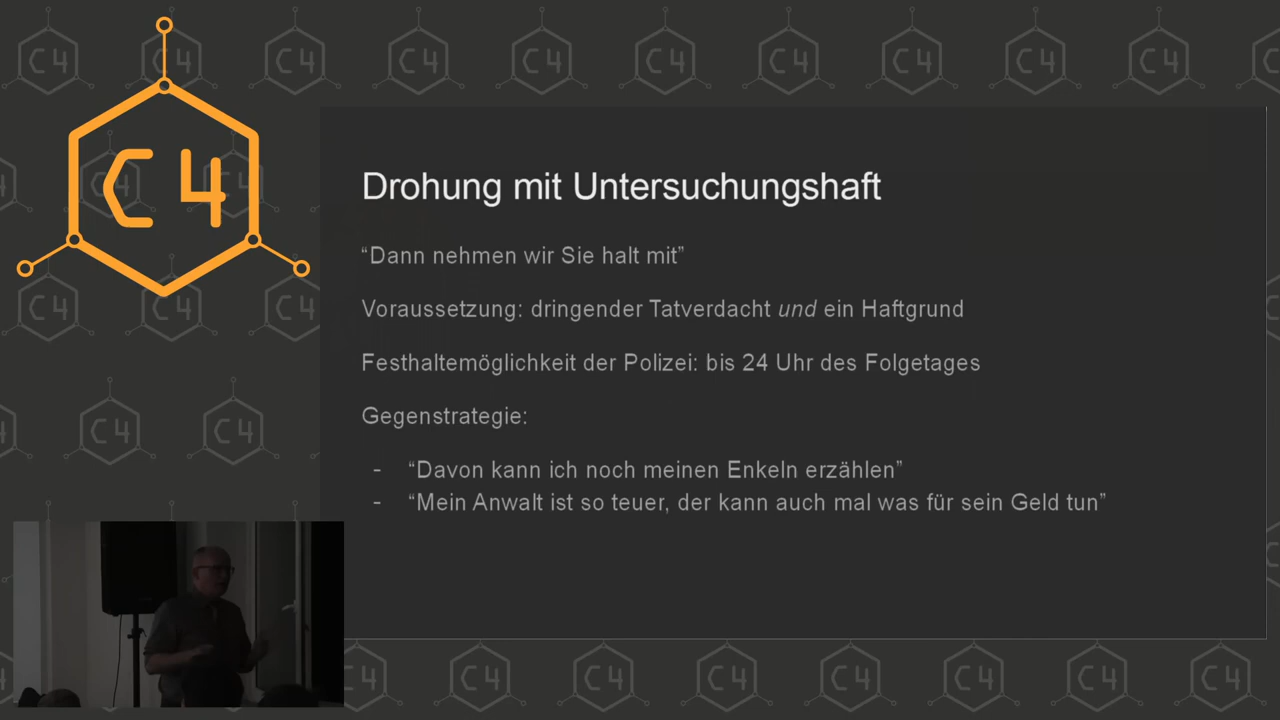 C4
Drohung mit Untersuchungshaft
“Dann nehmen wir Sie halt mit”
Voraussetzung: dringender Tatverdacht und ein Haftgrund
Festhaltemöglichkeit der Polizei: bis 24 Uhr des Folgetages
Gegenstrategie:
- “Davon kann ich noch meinen Enkeln erzählen”
- “Mein Anwalt ist so teuer, der kann auch mal was für sein Geld tun”